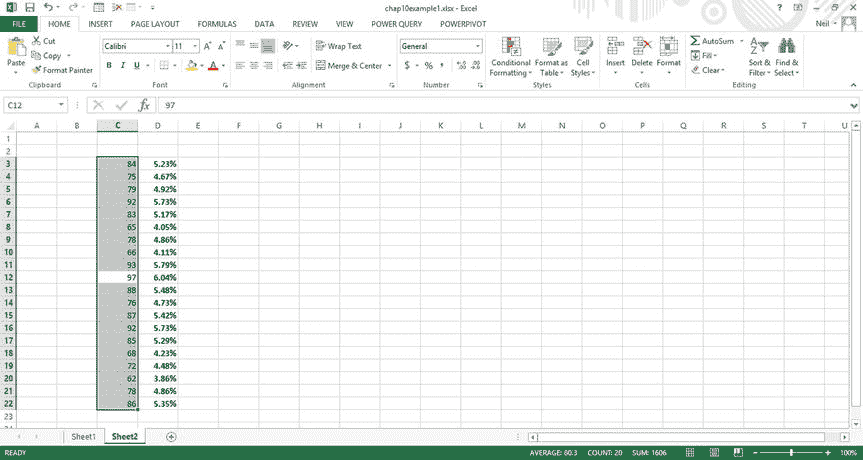 chap10example1.xlsx - Excel
FILE HOME INSERT PAGE LAYOUT FORMULAS DATA REVIEW VIEW POWER QUERY POWERPIVOT Neil
Cut Calibri 11 Wrap Text General AutoSum
Copy Fill
Paste Format Painter B I U Merge & Center $ % , Conditional Formatting Format as Table Cell Styles Insert Delete Format Clear Sort & Filter Find & Select
Clipboard Font Alignment Number Styles Cells Editing
C12 fx 97
A B C D E F G H I J K L M N O P Q R S T U
1
2
3 84 5.23%
4 75 4.67%
5 79 4.92%
6 92 5.73%
7 83 5.17%
8 65 4.05%
9 78 4.86%
10 66 4.11%
11 93 5.79%
12 97 6.04%
13 88 5.48%
14 76 4.73%
15 87 5.42%
16 92 5.73%
17 85 5.29%
18 68 4.23%
19 72 4.48%
20 62 3.86%
21 78 4.86%
22 86 5.35%
23
Sheet1 Sheet2
READY AVERAGE: 80.3 COUNT: 20 SUM: 1606 100%